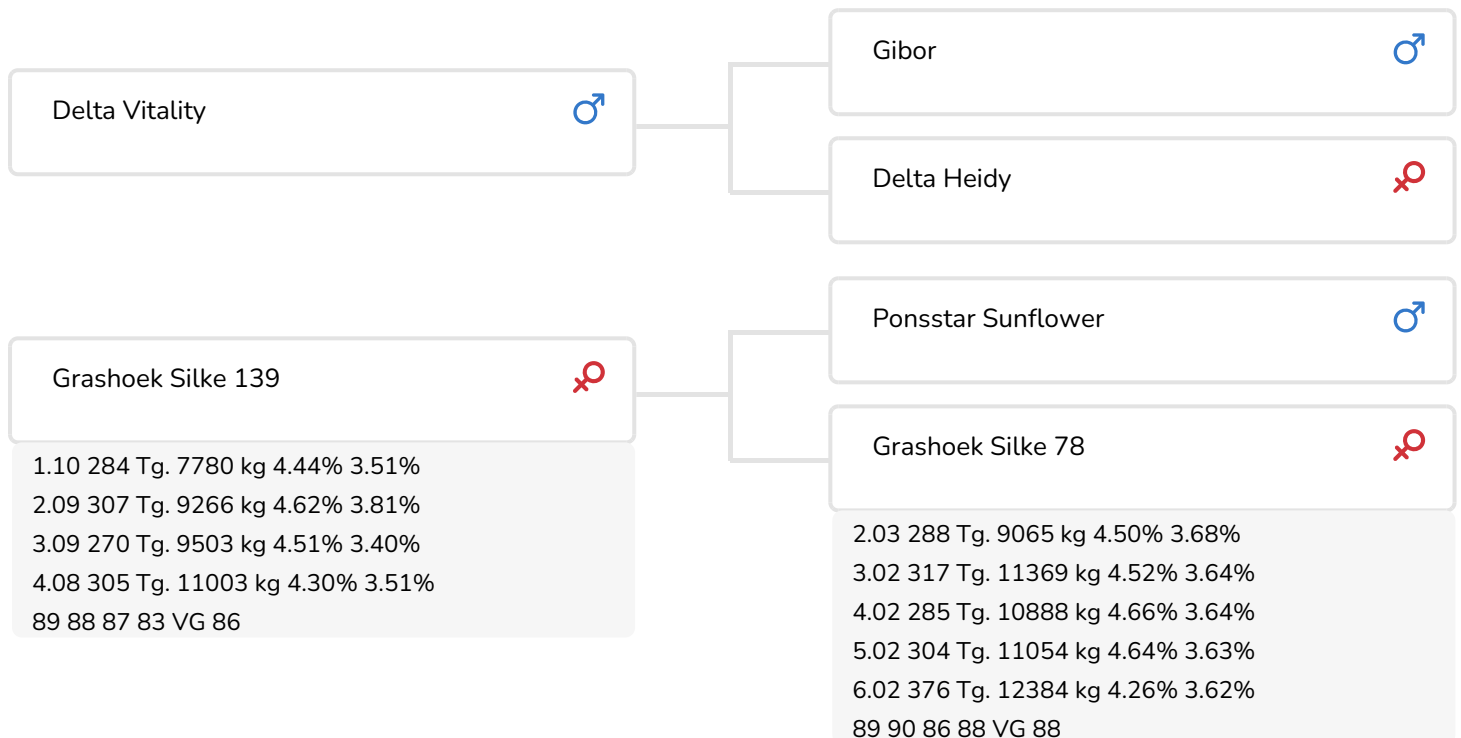 Delta Vitality
Gibor
Delta Heidy
Grashoek Silke 139
1.10 284 Tg. 7780 kg 4.44% 3.51%
2.09 307 Tg. 9266 kg 4.62% 3.81%
3.09 270 Tg. 9503 kg 4.51% 3.40%
4.08 305 Tg. 11003 kg 4.30% 3.51%
89 88 87 83 VG 86
Ponsstar Sunflower
Grashoek Silke 78
2.03 288 Tg. 9065 kg 4.50% 3.68%
3.02 317 Tg. 11369 kg 4.52% 3.64%
4.02 285 Tg. 10888 kg 4.66% 3.64%
5.02 304 Tg. 11054 kg 4.64% 3.63%
6.02 376 Tg. 12384 kg 4.26% 3.62%
89 90 86 88 VG 88